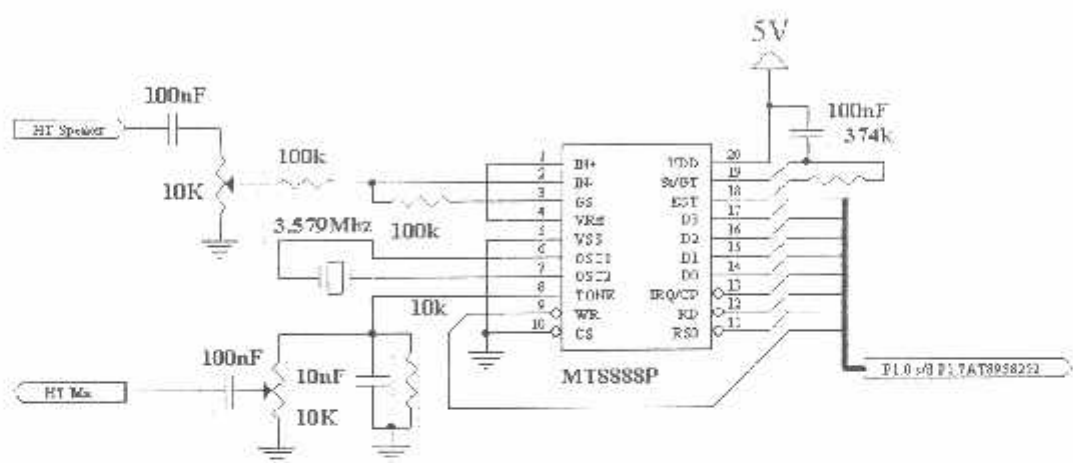 5V
100nF
HT Speaker
10K
100k
100k
3.579Mhz
10k
100nF
HT Mic
10K
10nF
100nF
374k
1 IN+ VDD 20
2 IN- St/GT 19
3 GS EST 18
4 VRef D3 17
5 VSS D2 16
6 OSC1 D1 15
7 OSC2 D0 14
8 TONE IRQ/CP 13
9 WR RD 12
10 CS RS0 11
MT8888P